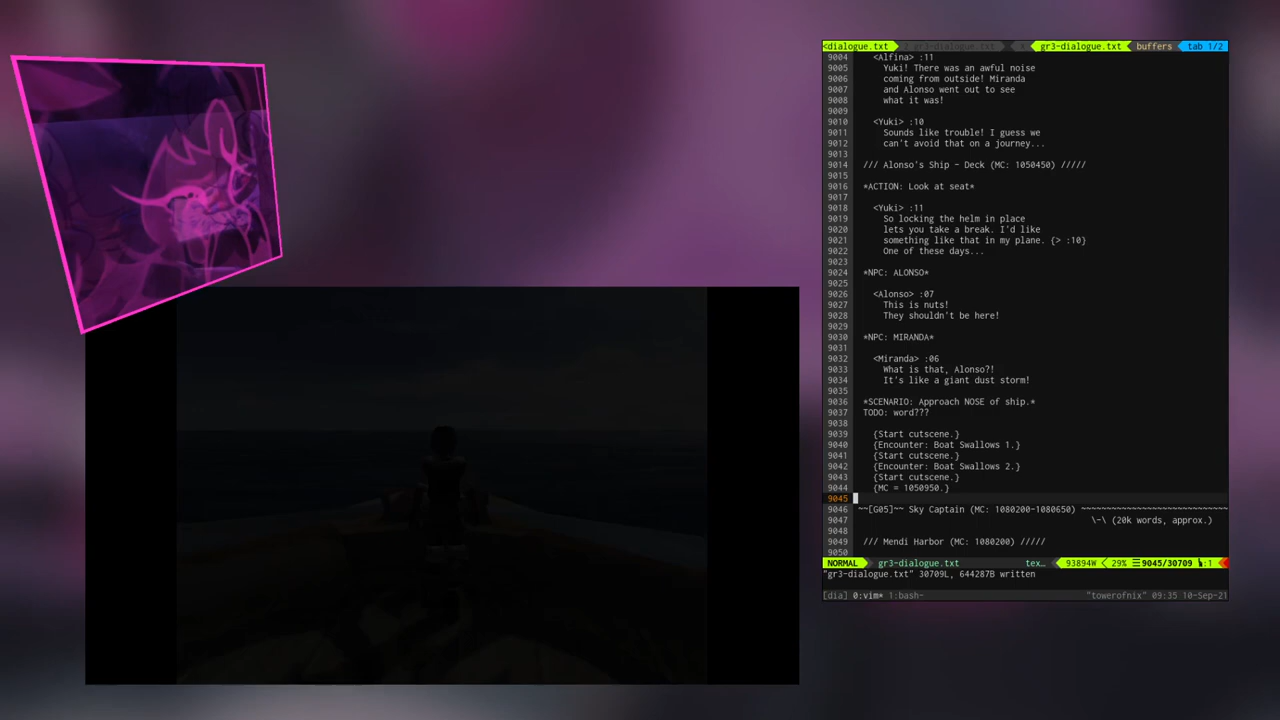 <dialogue.txt gr3-dialogue.txt gr3-dialogue.txt buffers tab 1/2
9004 <Alfina> :11
9005 Yuki! There was an awful noise
9006 coming from outside! Miranda
9007 and Alonso went out to see
9008 what it was!
9009
9010 <Yuki> :10
9011 Sounds like trouble! I guess we
9012 can't avoid that on a journey...
9013
9014 /// Alonso's Ship - Deck (MC: 1050450) /////
9015
9016 *ACTION: Look at seat*
9017
9018 <Yuki> :11
9019 So locking the helm in place
9020 lets you take a break. I'd like
9021 something like that in my plane. {> :10}
9022 One of these days...
9023
9024 *NPC: ALONSO*
9025
9026 <Alonso> :07
9027 This is nuts!
9028 They shouldn't be here!
9029
9030 *NPC: MIRANDA*
9031
9032 <Miranda> :06
9033 What is that, Alonso?!
9034 It's like a giant dust storm!
9035
9036 *SCENARIO: Approach NOSE of ship.*
9037 TODO: word???
9038
9039 {Start cutscene.}
9040 {Encounter: Boat Swallows 1.}
9041 {Start cutscene.}
9042 {Encounter: Boat Swallows 2.}
9043 {Start cutscene.}
9044 {MC = 1050950.}
9045
9046 ~~[G05]~~ Sky Captain (MC: 1080200-1080650) ~~~~~~~~~~~~~~~~~~~~~~~~~~~~~
9047 \-\ (20k words, approx.)
9048
9049 /// Mendi Harbor (MC: 1080200) /////
9050
NORMAL gr3-dialogue.txt tex… 93894W 29% ☰9045/30709 :1
"gr3-dialogue.txt" 30709L, 644287B written
[dia] 0:vim* 1:bash- "towerofnix" 09:35 10-Sep-21